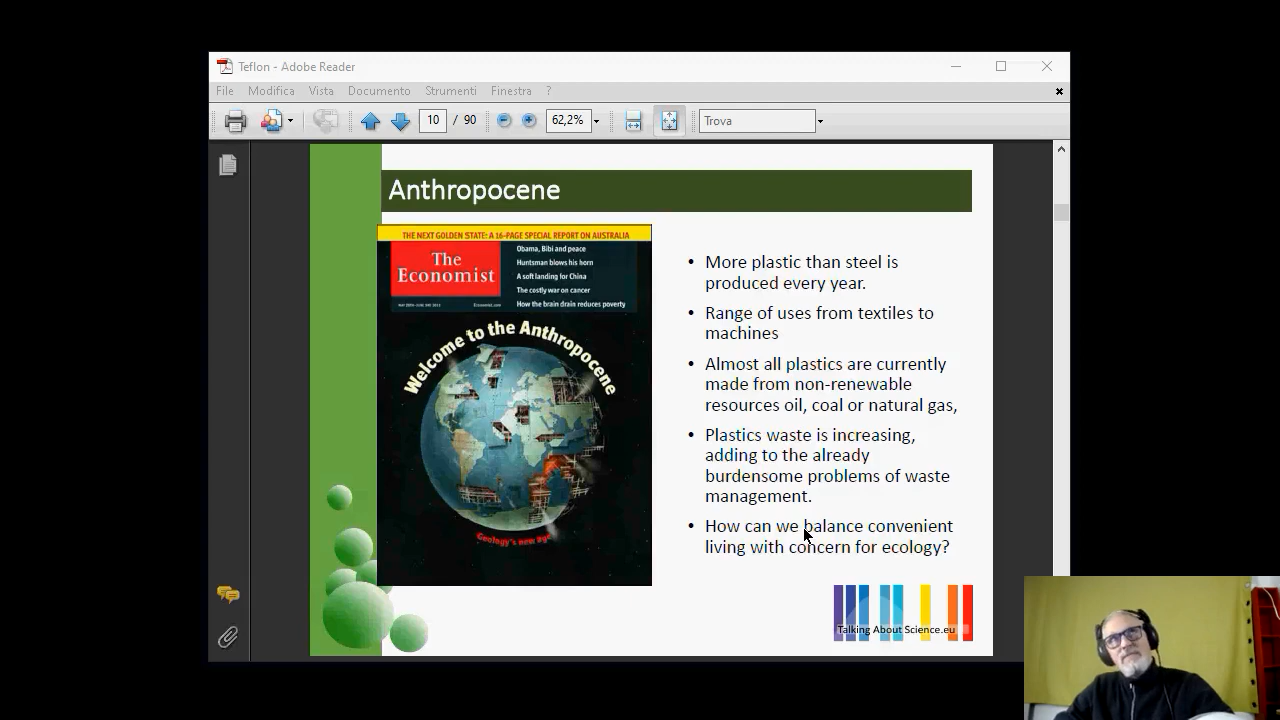 Teflon - Adobe Reader
File Modifica Vista Documento Strumenti Finestra ?
10 / 90 62,2% Trova
Anthropocene
THE NEXT GOLDEN STATE: A 16-PAGE SPECIAL REPORT ON AUSTRALIA
The
Economist
Obama, Bibi and peace
Huntsman blows his horn
A soft landing for China
The costly war on cancer
How the brain drain reduces poverty
Economist.com
Welcome to the Anthropocene
Geology's new age
• More plastic than steel is
produced every year.
• Range of uses from textiles to
machines
• Almost all plastics are currently
made from non-renewable
resources oil, coal or natural gas,
• Plastics waste is increasing,
adding to the already
burdensome problems of waste
management.
• How can we balance convenient
living with concern for ecology?
Talking About Science.eu